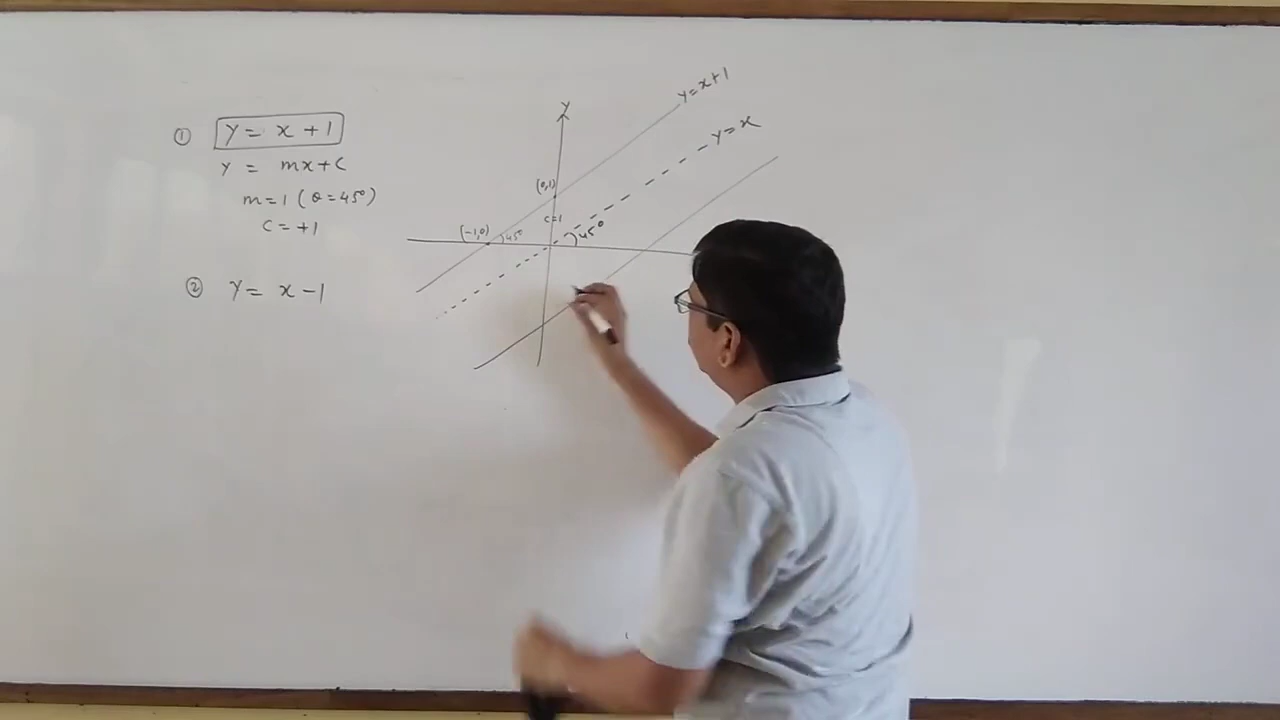 ① y = x + 1
y = mx + c
m = 1 (θ = 45°)
c = +1
② y = x - 1
y
y = x + 1
y = x
(0,1)
c=1
(-1,0)
45°
45°